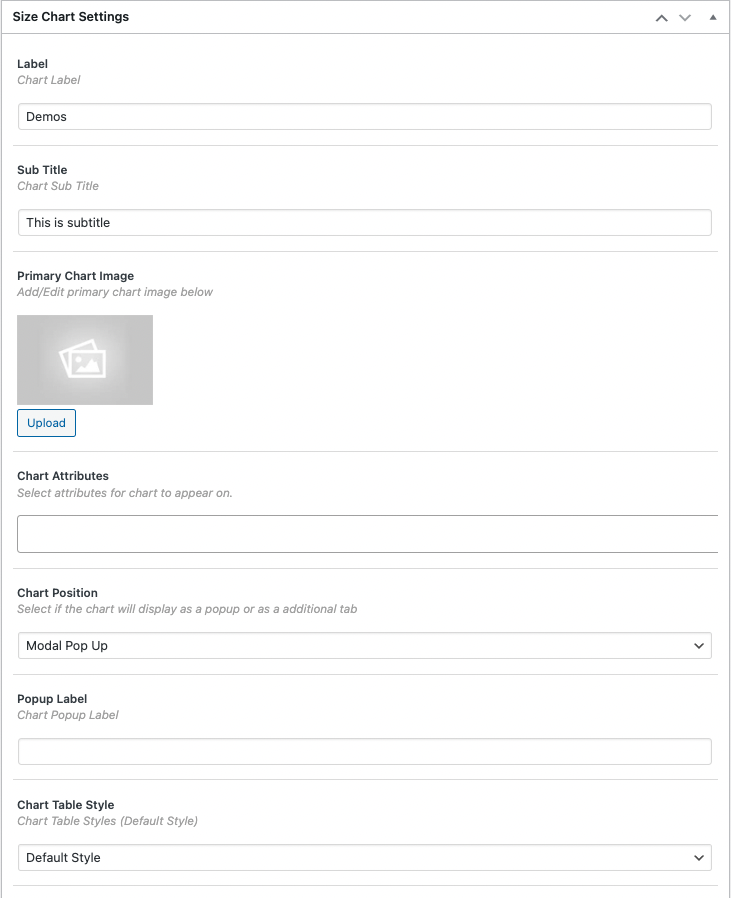 Size Chart Settings
Label
Chart Label
Demos
Sub Title
Chart Sub Title
This is subtitle
Primary Chart Image
Add/Edit primary chart image below
Upload
Chart Attributes
Select attributes for chart to appear on.
Chart Position
Select if the chart will display as a popup or as a additional tab
Modal Pop Up
Popup Label
Chart Popup Label
Chart Table Style
Chart Table Styles (Default Style)
Default Style